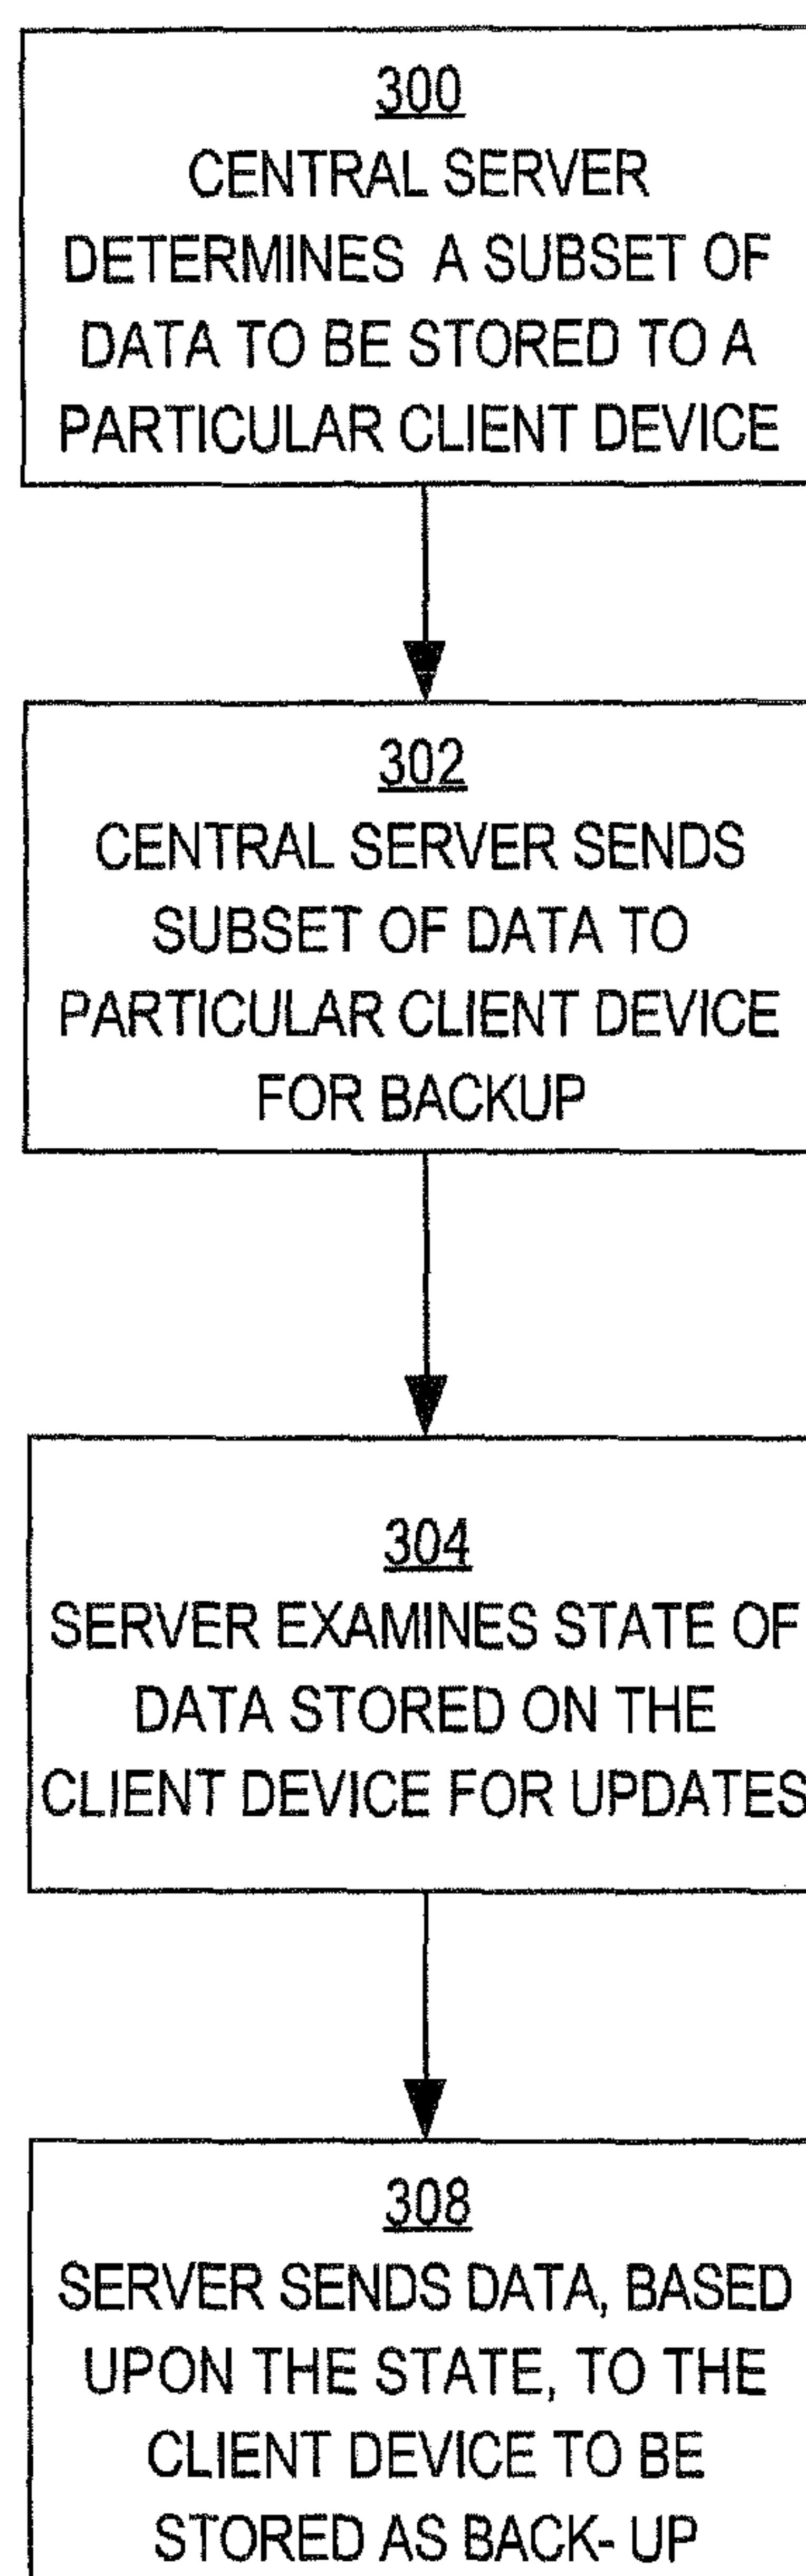 300
CENTRAL SERVER
DETERMINES A SUBSET OF
DATA TO BE STORED TO A
PARTICULAR CLIENT DEVICE
302
CENTRAL SERVER SENDS
SUBSET OF DATA TO
PARTICULAR CLIENT DEVICE
FOR BACKUP
304
SERVER EXAMINES STATE OF
DATA STORED ON THE
CLIENT DEVICE FOR UPDATES
308
SERVER SENDS DATA, BASED
UPON THE STATE, TO THE
CLIENT DEVICE TO BE
STORED AS BACK- UP